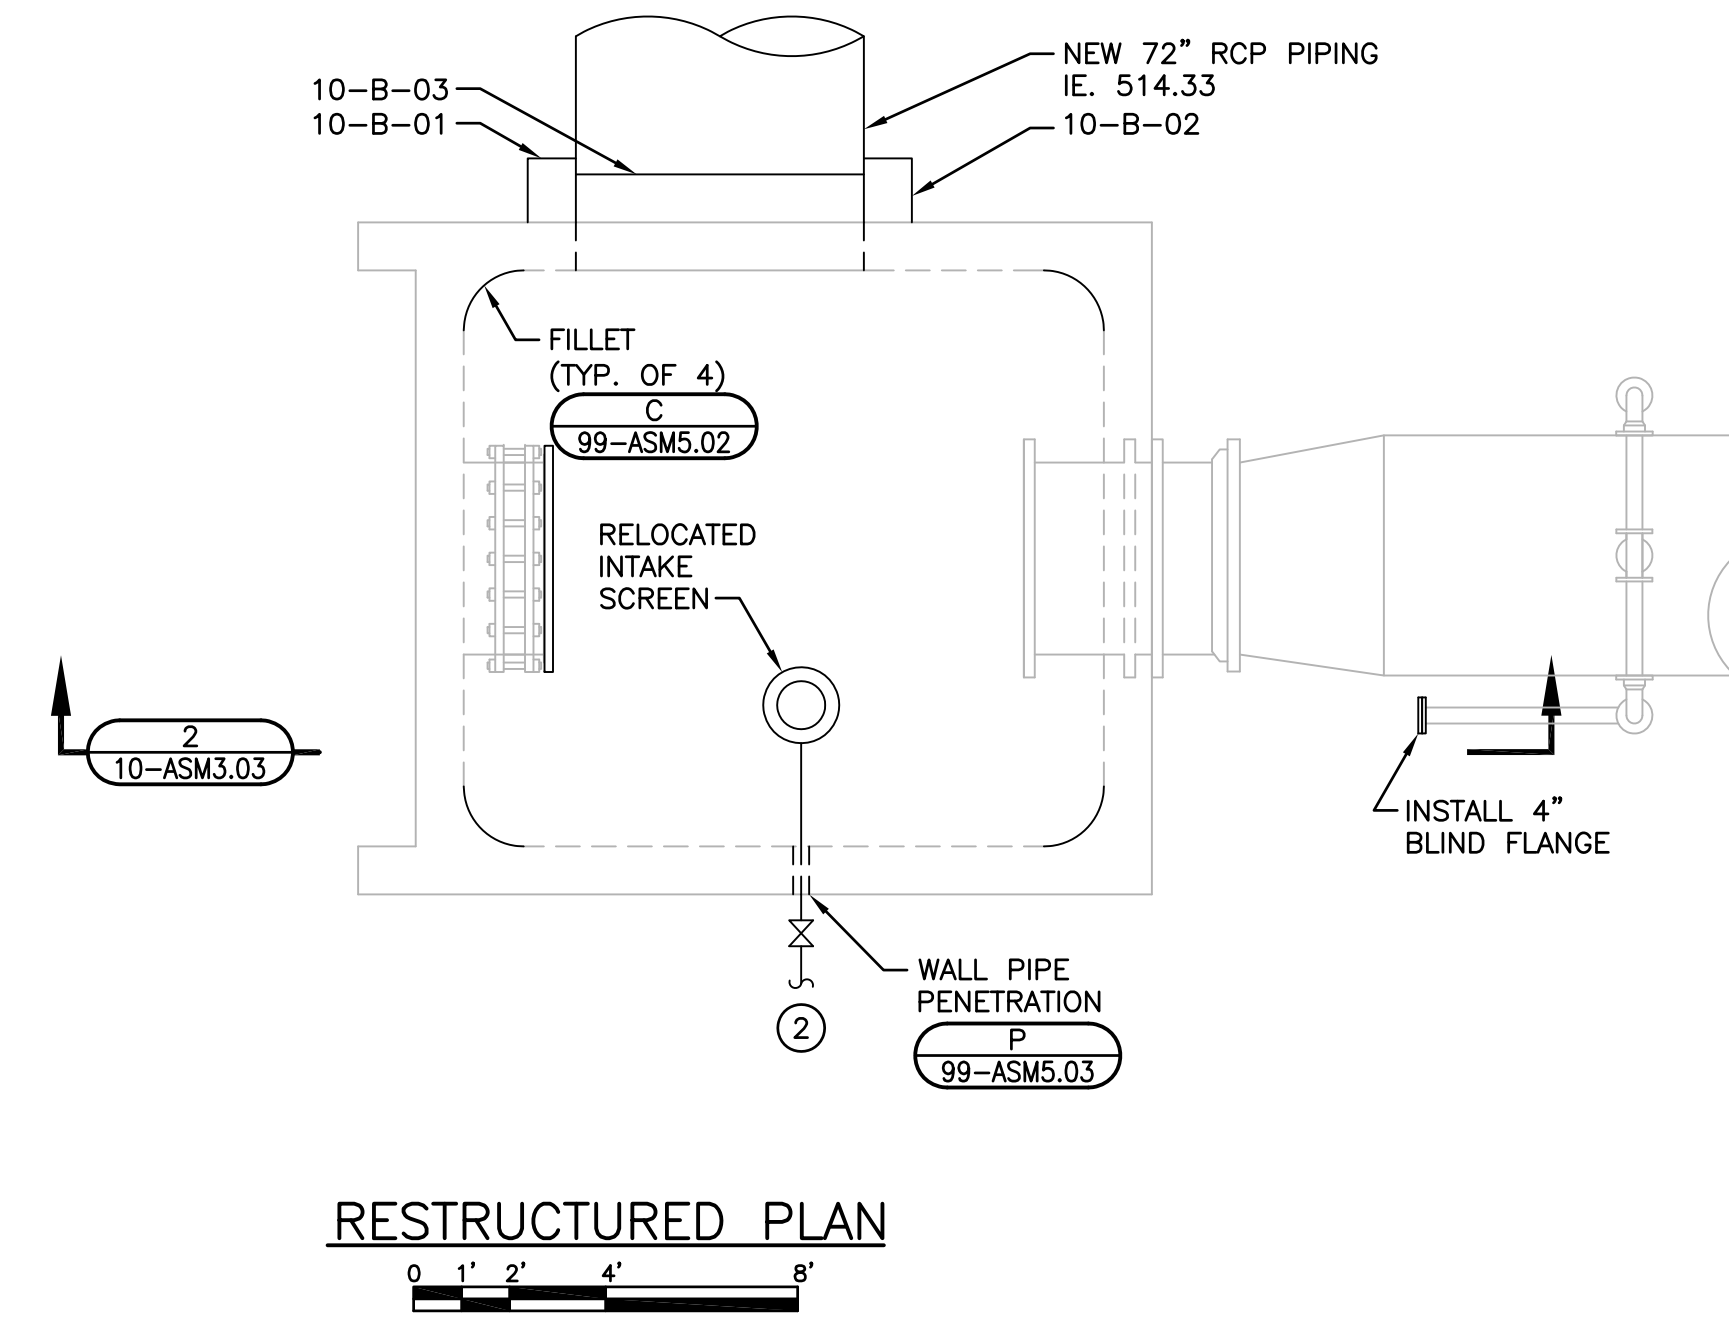 10-B-03
10-B-01
NEW 72" RCP PIPING
IE. 514.33
10-B-02
FILLET
(TYP. OF 4)
C
99-ASM5.02
RELOCATED
INTAKE
SCREEN
2
10-ASM3.03
INSTALL 4"
BLIND FLANGE
WALL PIPE
PENETRATION
P
99-ASM5.03
2
RESTRUCTURED PLAN
0 1' 2' 4' 8'